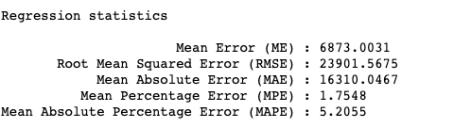 Regression statistics
Mean Error (ME) : 6873.0031
Root Mean Squared Error (RMSE) : 23901.5675
Mean Absolute Error (MAE) : 16310.0467
Mean Percentage Error (MPE) : 1.7548
Mean Absolute Percentage Error (MAPE) : 5.2055